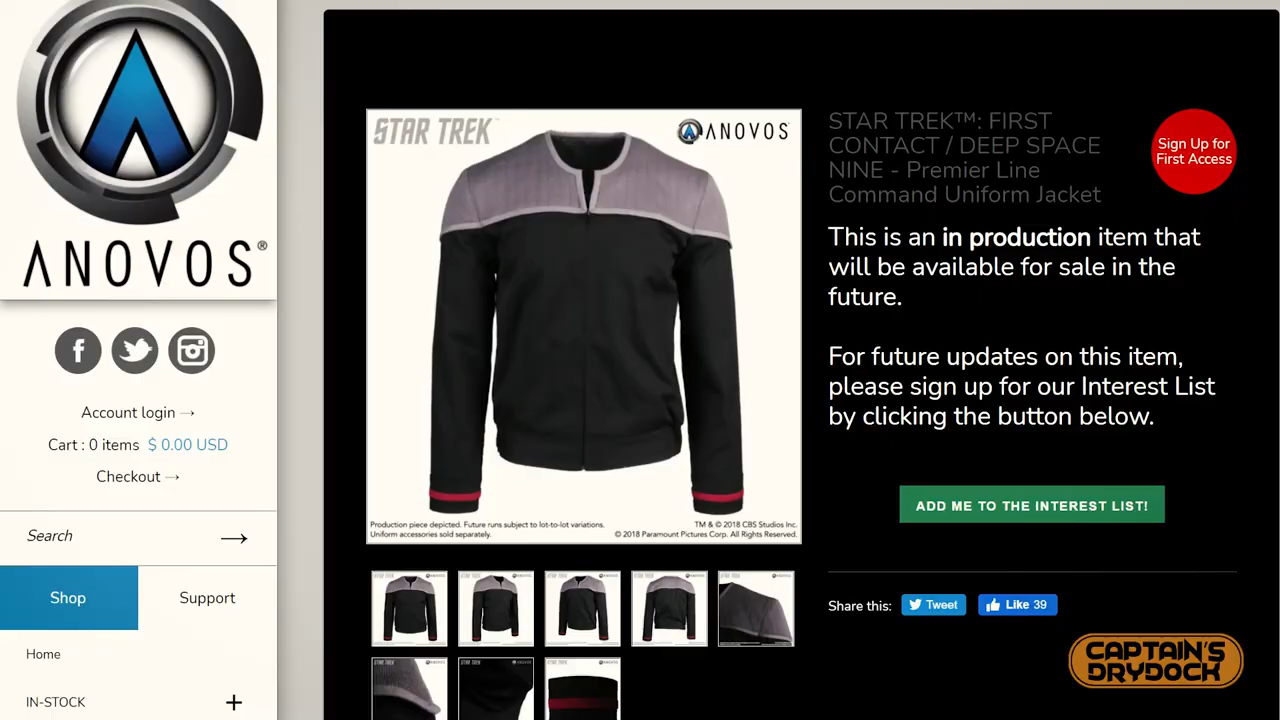 ANOVOS®
Account login →
Cart : 0 items $ 0.00 USD
Checkout →
Search →
Shop
Support
Home
IN-STOCK +
STAR TREK
ANOVOS
Production piece depicted. Future runs subject to lot-to-lot variations.
Uniform accessories sold separately.
TM & © 2018 CBS Studios Inc.
© 2018 Paramount Pictures Corp. All Rights Reserved.
STAR TREK™: FIRST
CONTACT / DEEP SPACE
NINE - Premier Line
Command Uniform Jacket
Sign Up for
First Access
This is an in production item that
will be available for sale in the
future.
For future updates on this item,
please sign up for our Interest List
by clicking the button below.
ADD ME TO THE INTEREST LIST!
Share this:
Tweet
Like 39
CAPTAIN'S
DRYDOCK